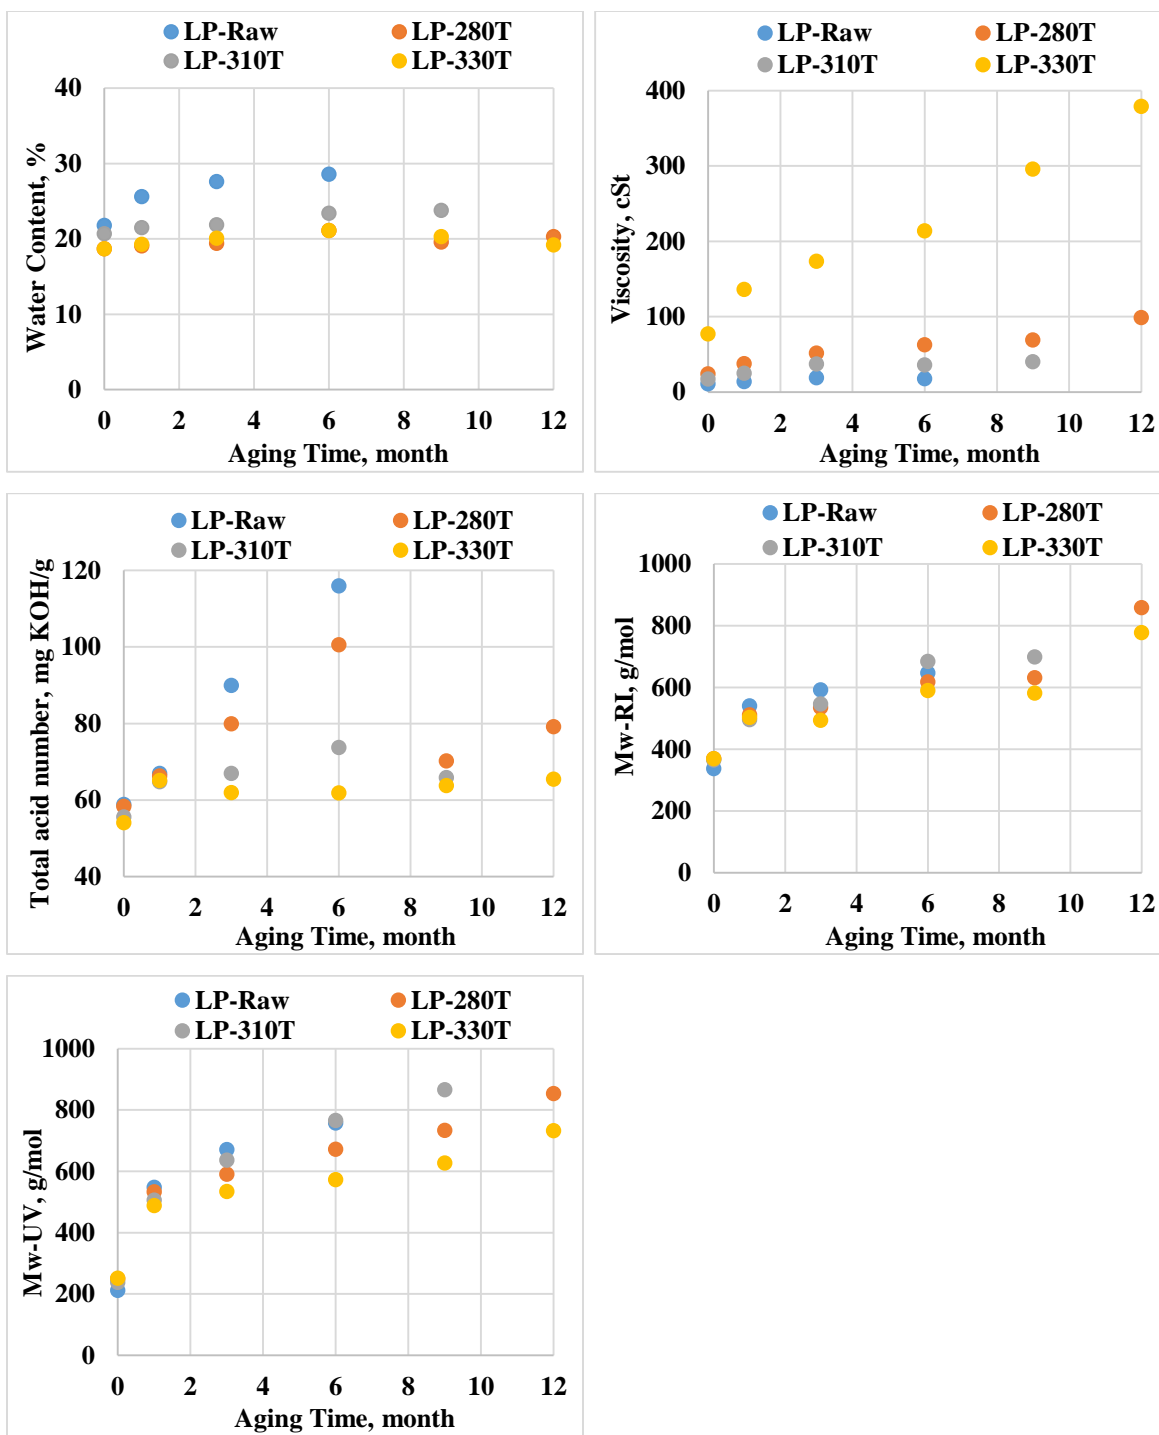 LP-Raw LP-280T
LP-310T LP-330T
40
30
20
10
0
Water Content, %
0 2 4 6 8 10 12
Aging Time, month
LP-Raw LP-280T
LP-310T LP-330T
400
300
200
100
0
Viscosity, cSt
0 2 4 6 8 10 12
Aging Time, month
LP-Raw LP-280T
LP-310T LP-330T
120
100
80
60
40
Total acid number, mg KOH/g
0 2 4 6 8 10 12
Aging Time, month
LP-Raw LP-280T
LP-310T LP-330T
1000
800
600
400
200
0
Mw-RI, g/mol
0 2 4 6 8 10 12
Aging Time, month
LP-Raw LP-280T
LP-310T LP-330T
1000
800
600
400
200
0
Mw-UV, g/mol
0 2 4 6 8 10 12
Aging Time, month